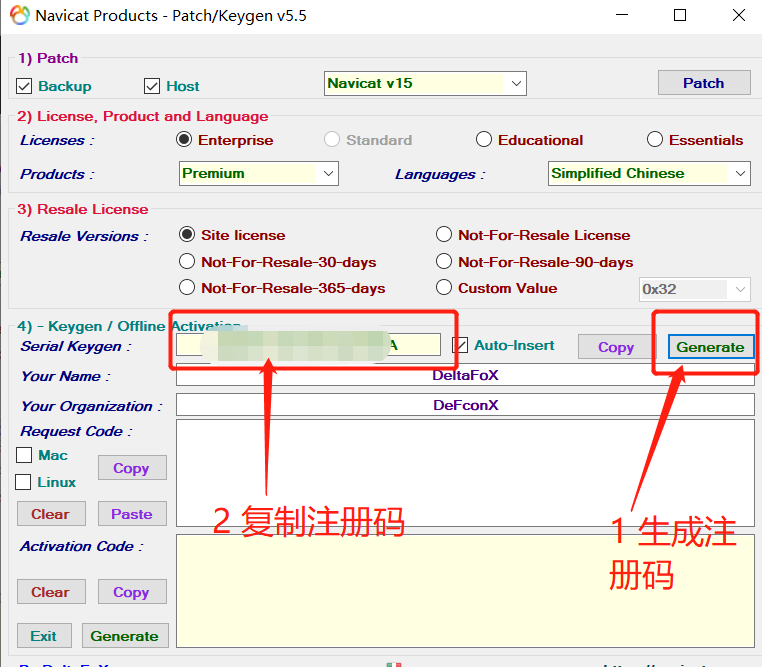 Navicat Products - Patch/Keygen v5.5
1) Patch
Backup Host Navicat v15 Patch
2) License, Product and Language
Licenses : Enterprise Standard Educational Essentials
Products : Premium Languages : Simplified Chinese
3) Resale License
Resale Versions : Site license Not-For-Resale License
Not-For-Resale-30-days Not-For-Resale-90-days
Not-For-Resale-365-days Custom Value 0x32
4) - Keygen / Offline Activation
Serial Keygen : A Auto-Insert Copy Generate
Your Name : DeltaFoX
Your Organization : DeFconX
Request Code :
Mac
Copy
Linux
Clear Paste
2 复制注册码
1 生成注
册码
Activation Code :
Clear Copy
Exit Generate